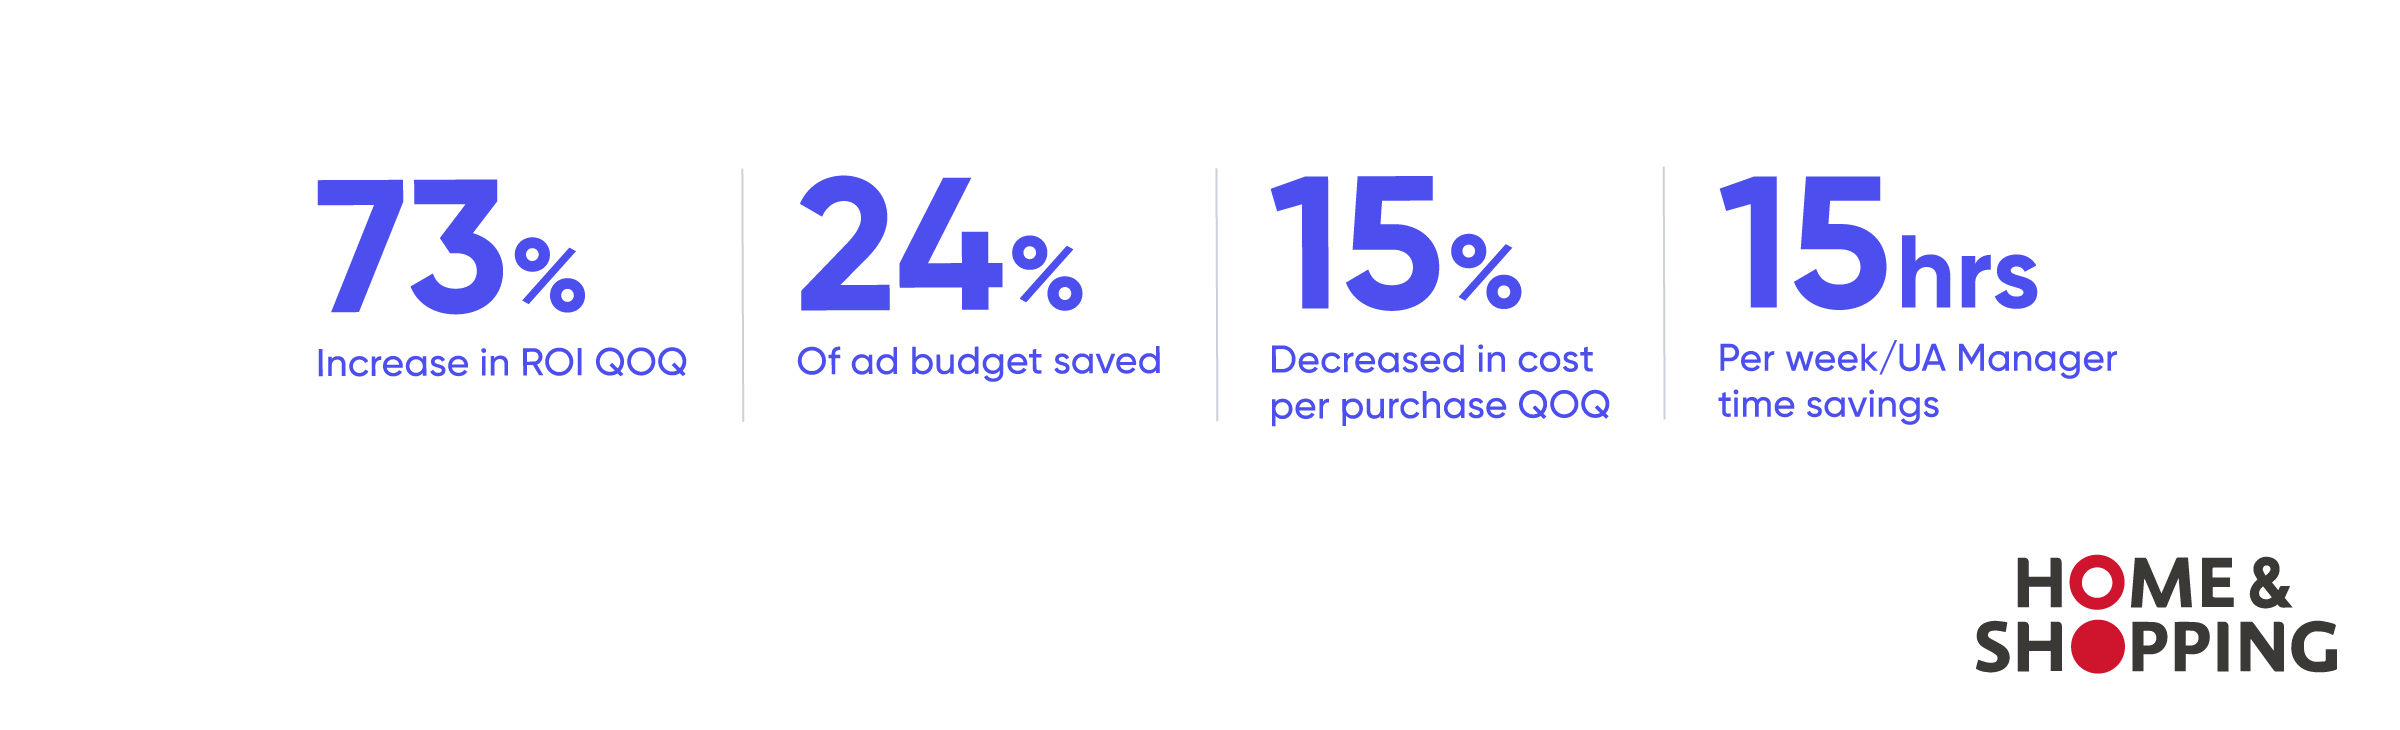 73%
Increase in ROI QOQ
24%
Of ad budget saved
15%
Decreased in cost
per purchase QOQ
15hrs
Per week/UA Manager
time savings
HOME &
SHOPPING